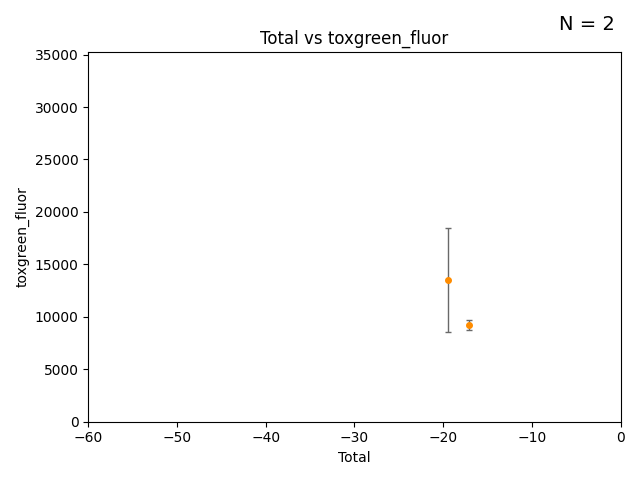 N = 2
Total vs toxgreen_fluor
35000
30000
25000
20000
15000
10000
5000
0
toxgreen_fluor
−60 −50 −40 −30 −20 −10 0
Total